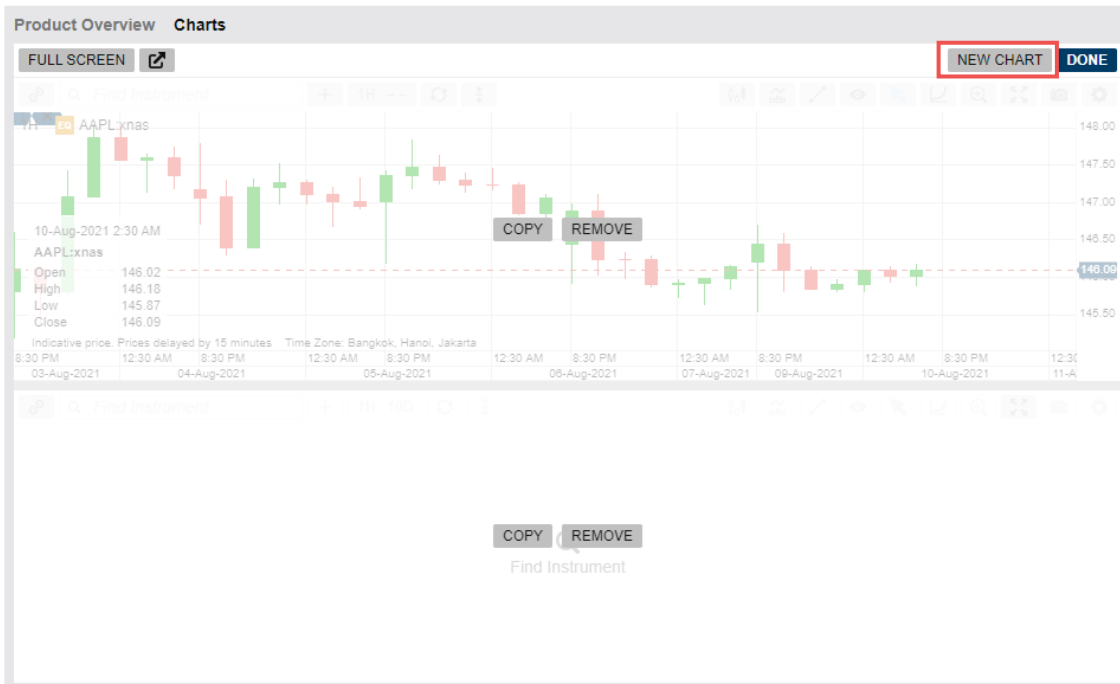 Product Overview Charts
FULL SCREEN NEW CHART DONE
Find Instrument 1H --
1H EQ AAPL:xnas
148.00
147.50
147.00
146.50
146.09
145.50
COPY REMOVE
10-Aug-2021 2:30 AM
AAPL:xnas
Open 146.02
High 146.18
Low 145.87
Close 146.09
Indicative price. Prices delayed by 15 minutes Time Zone: Bangkok, Hanoi, Jakarta
8:30 PM 12:30 AM 8:30 PM 12:30 AM 8:30 PM 12:30 AM 8:30 PM 12:30 AM 8:30 PM 12:30 AM 8:30 PM 12:30
03-Aug-2021 04-Aug-2021 05-Aug-2021 06-Aug-2021 07-Aug-2021 09-Aug-2021 10-Aug-2021 11-A
Find Instrument 1H 10D
COPY REMOVE
Find Instrument